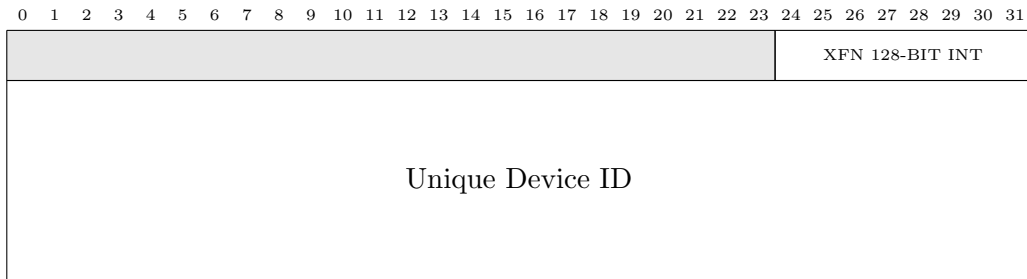 0 1 2 3 4 5 6 7 8 9 10 11 12 13 14 15 16 17 18 19 20 21 22 23 24 25 26 27 28 29 30 31
XFN 128-BIT INT
Unique Device ID